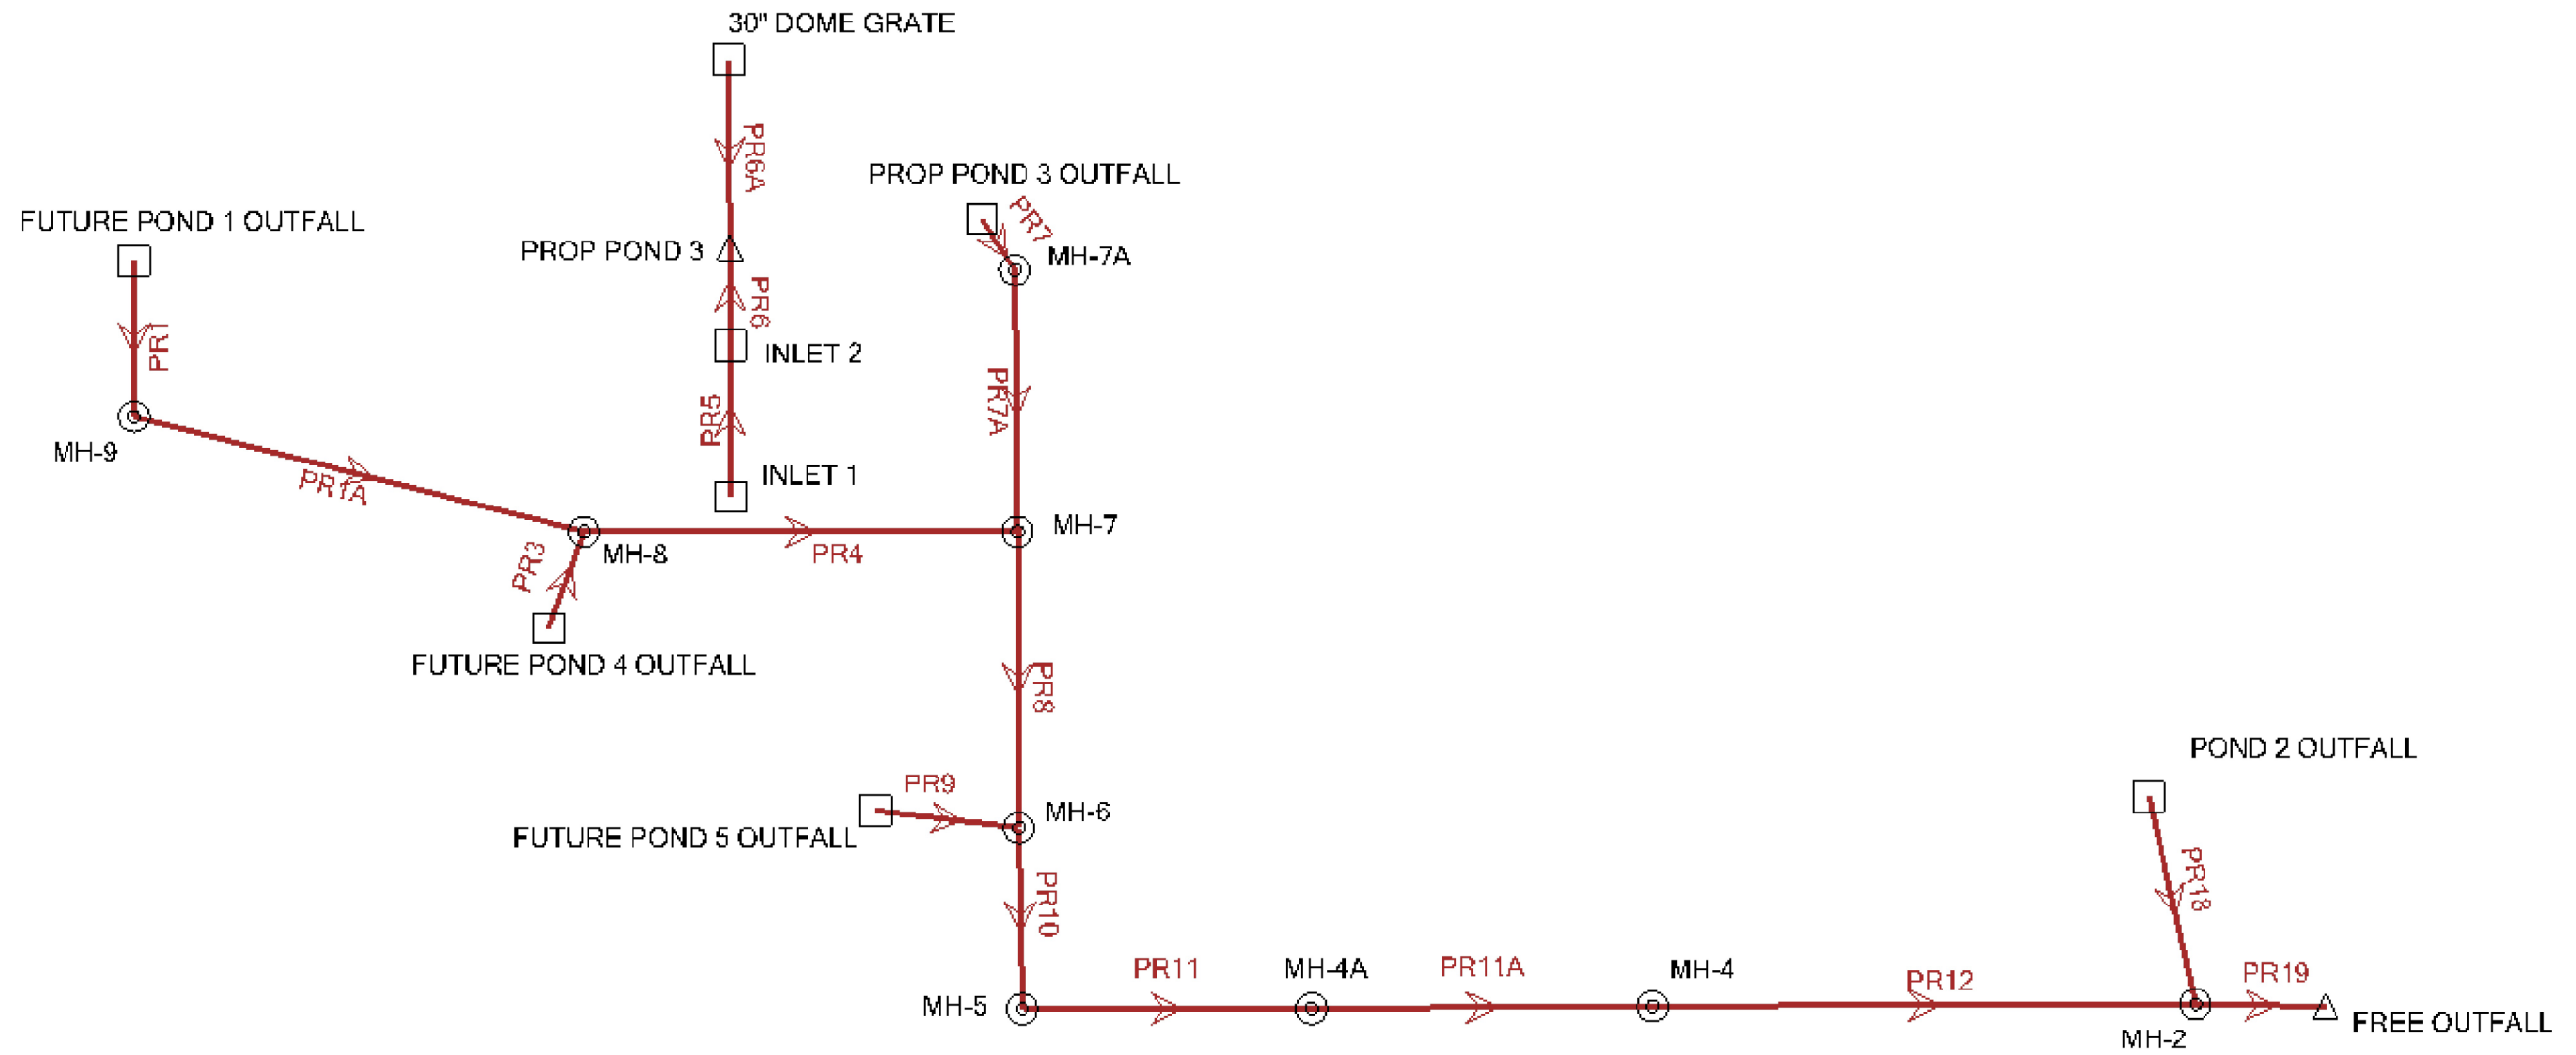 30" DOME GRATE
PR6A
PROP POND 3 OUTFALL
PR7
FUTURE POND 1 OUTFALL
PROP POND 3
MH-7A
PR6
PR1
INLET 2
PR7A
PR5
MH-9
PR1A
INLET 1
MH-7
MH-8
PR4
PR3
FUTURE POND 4 OUTFALL
PR8
POND 2 OUTFALL
PR9
MH-6
FUTURE POND 5 OUTFALL
PR18
PR10
PR11
MH-4A
PR11A
MH-4
PR12
PR19
MH-5
FREE OUTFALL
MH-2